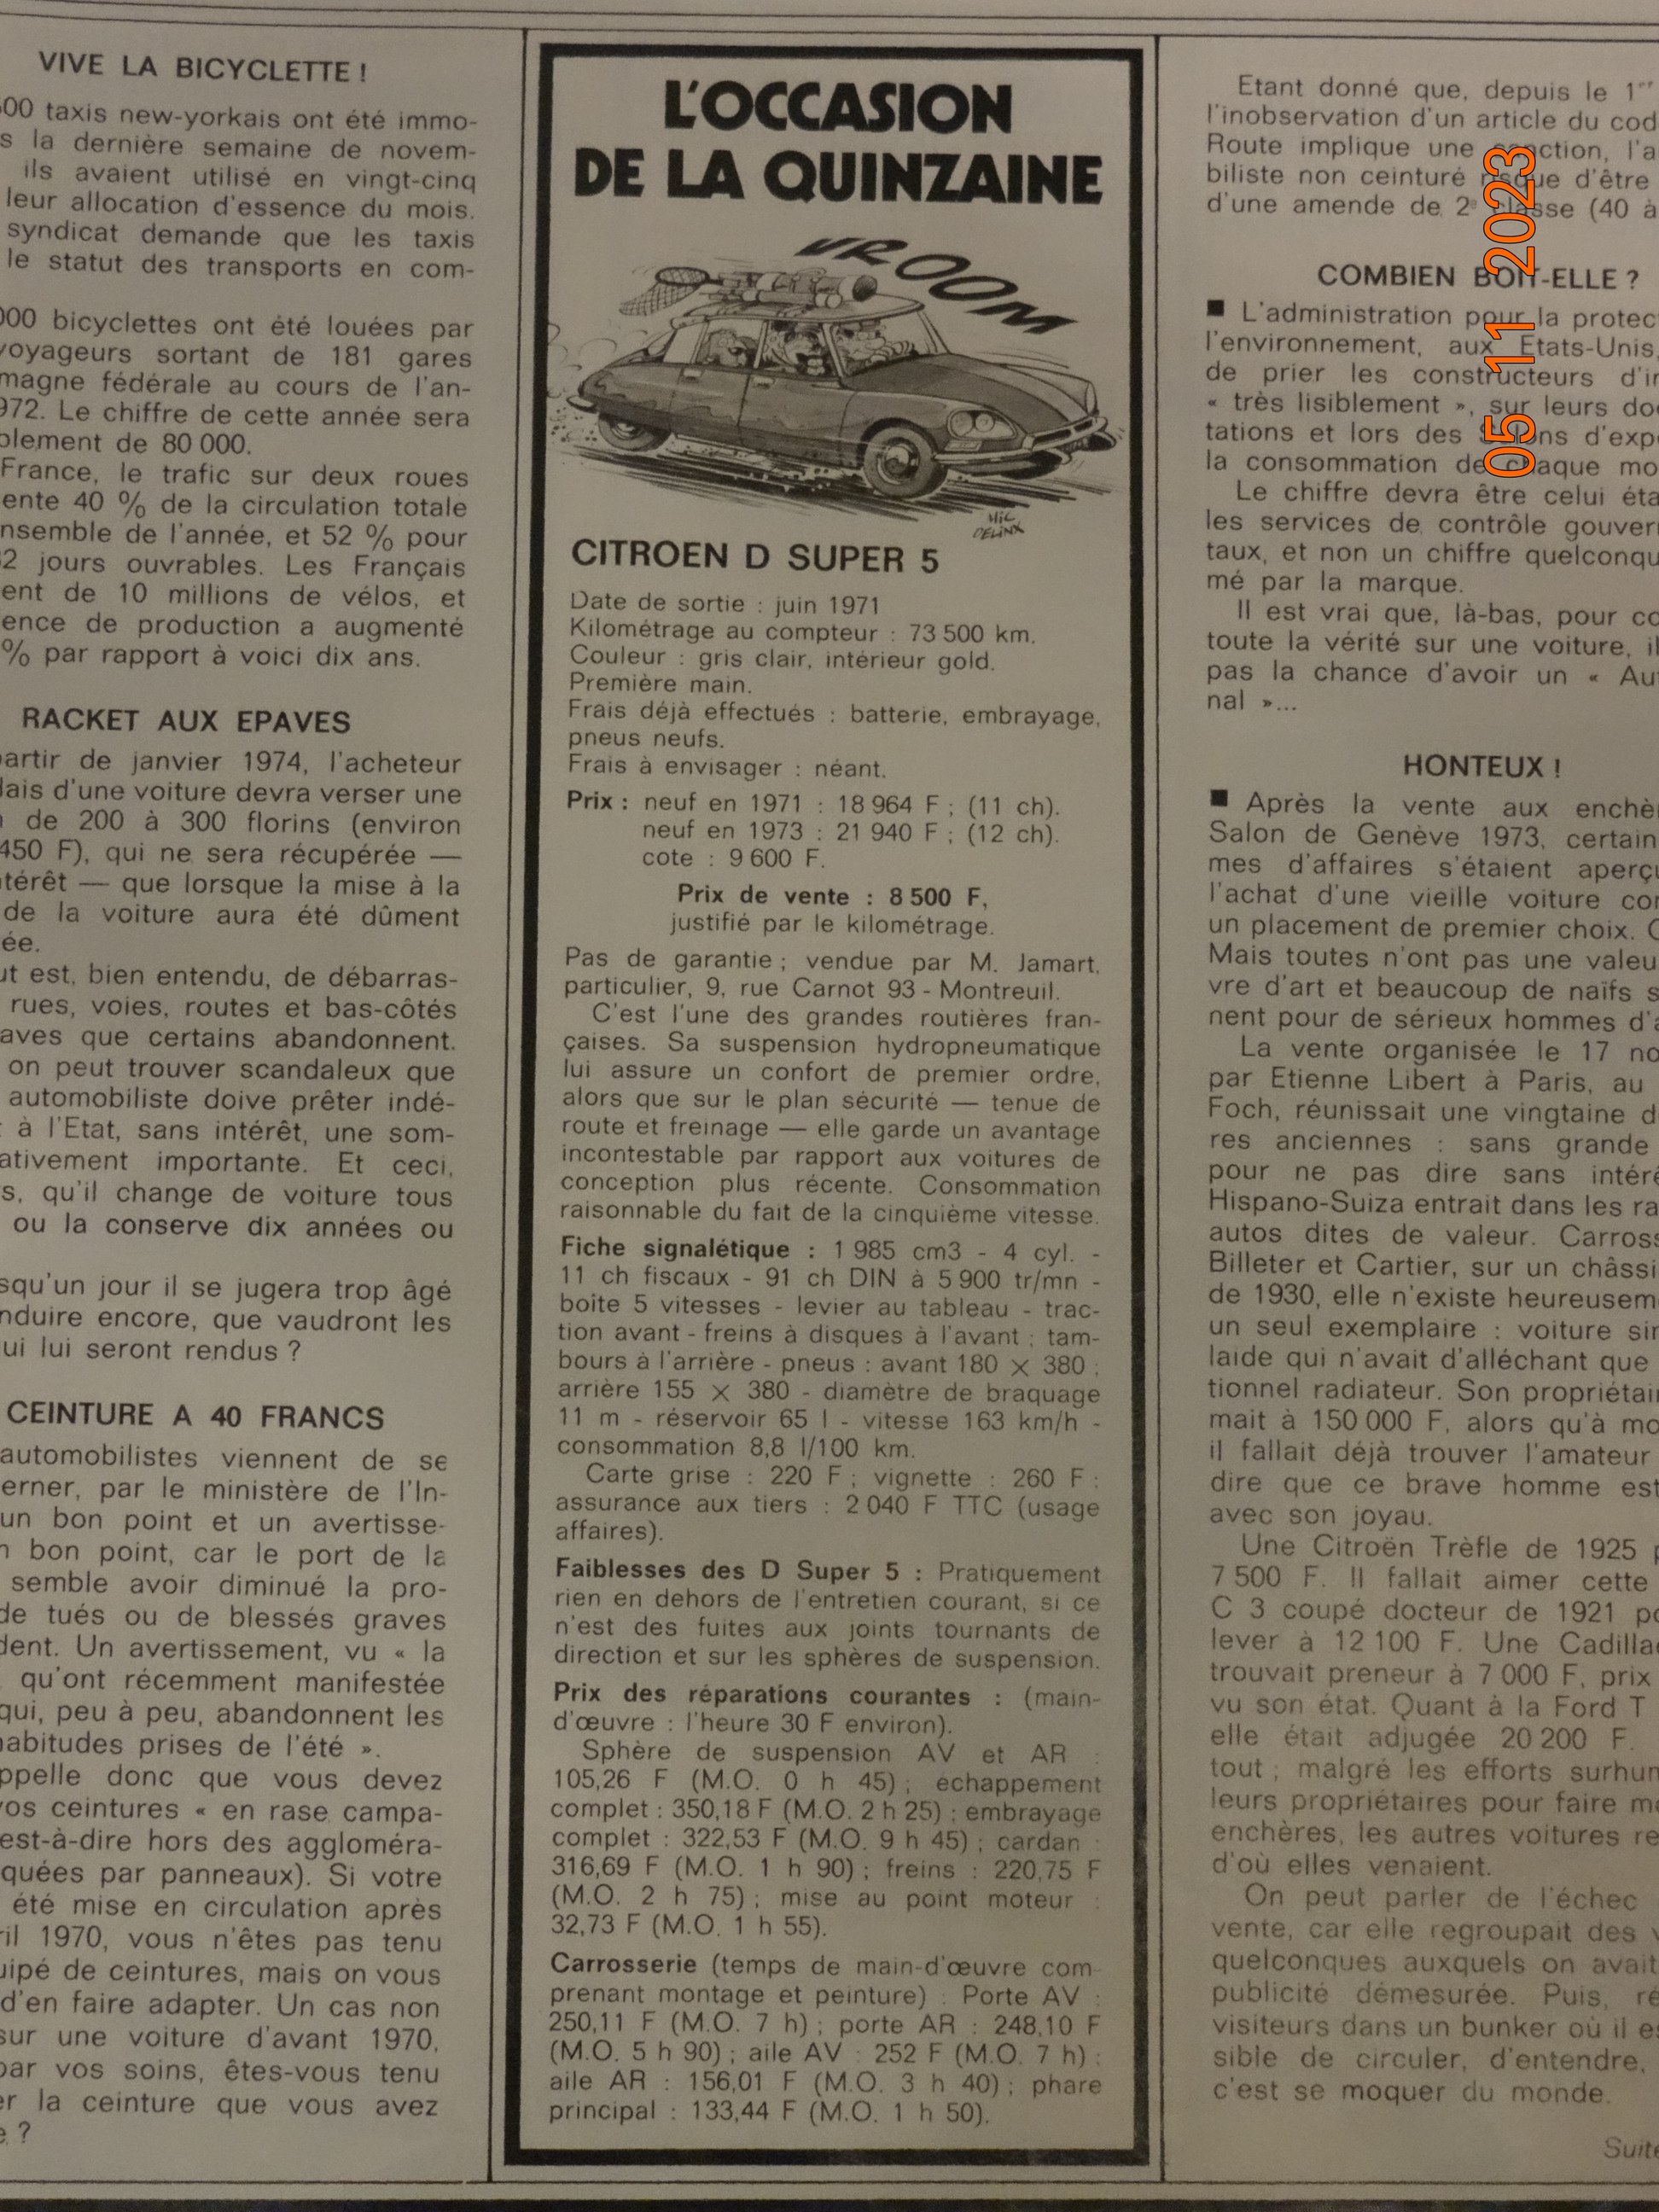 VIVE LA BICYCLETTE !
00 taxis new-yorkais ont été immo-
s la dernière semaine de novem-
ils avaient utilisé en vingt-cinq
leur allocation d'essence du mois.
syndicat demande que les taxis
le statut des transports en com-
000 bicyclettes ont été louées par
voyageurs sortant de 181 gares
magne fédérale au cours de l'an-
972. Le chiffre de cette année sera
blement de 80 000.
France, le trafic sur deux roues
ente 40 % de la circulation totale
nsemble de l'année, et 52 % pour
2 jours ouvrables. Les Français
ent de 10 millions de vélos, et
ence de production a augmenté
% par rapport à voici dix ans.
RACKET AUX EPAVES
partir de janvier 1974, l'acheteur
lais d'une voiture devra verser une
de 200 à 300 florins (environ
450 F), qui ne sera récupérée —
térêt — que lorsque la mise à la
de la voiture aura été dûment
ée.
ut est, bien entendu, de débarras-
rues, voies, routes et bas-côtés
aves que certains abandonnent.
on peut trouver scandaleux que
automobiliste doive prêter indé-
t à l'Etat, sans intérêt, une som-
ativement importante. Et ceci,
s, qu'il change de voiture tous
ou la conserve dix années ou
squ'un jour il se jugera trop âgé
nduire encore, que vaudront les
ui lui seront rendus ?
CEINTURE A 40 FRANCS
automobilistes viennent de se
erner, par le ministère de l'In-
un bon point et un avertisse-
n bon point, car le port de la
semble avoir diminué la pro-
de tués ou de blessés graves
dent. Un avertissement, vu « la
qu'ont récemment manifestée
qui, peu à peu, abandonnent les
habitudes prises de l'été ».
ppelle donc que vous devez
vos ceintures « en rase campa-
est-à-dire hors des aggloméra-
quées par panneaux). Si votre
été mise en circulation après
ril 1970, vous n'êtes pas tenu
uipé de ceintures, mais on vous
d'en faire adapter. Un cas non
sur une voiture d'avant 1970,
par vos soins, êtes-vous tenu
er la ceinture que vous avez
e ?
L'OCCASION
DE LA QUINZAINE
VROOM
MIC
DELINX
CITROEN D SUPER 5
Date de sortie : juin 1971
Kilométrage au compteur : 73 500 km.
Couleur : gris clair, intérieur gold.
Première main.
Frais déjà effectués : batterie, embrayage,
pneus neufs.
Frais à envisager : néant.
Prix : neuf en 1971 : 18 964 F ; (11 ch).
neuf en 1973 : 21 940 F ; (12 ch).
cote : 9 600 F.
Prix de vente : 8 500 F,
justifié par le kilométrage.
Pas de garantie ; vendue par M. Jamart,
particulier, 9, rue Carnot 93 - Montreuil.
C'est l'une des grandes routières fran-
çaises. Sa suspension hydropneumatique
lui assure un confort de premier ordre,
alors que sur le plan sécurité — tenue de
route et freinage — elle garde un avantage
incontestable par rapport aux voitures de
conception plus récente. Consommation
raisonnable du fait de la cinquième vitesse.
Fiche signalétique : 1 985 cm3 - 4 cyl. -
11 ch fiscaux - 91 ch DIN à 5 900 tr/mn -
boîte 5 vitesses - levier au tableau - trac-
tion avant - freins à disques à l'avant ; tam-
bours à l'arrière - pneus : avant 180 × 380 ;
arrière 155 × 380 - diamètre de braquage
11 m - réservoir 65 l - vitesse 163 km/h -
consommation 8,8 l/100 km.
Carte grise : 220 F ; vignette : 260 F ;
assurance aux tiers : 2 040 F TTC (usage
affaires).
Faiblesses des D Super 5 : Pratiquement
rien en dehors de l'entretien courant, si ce
n'est des fuites aux joints tournants de
direction et sur les sphères de suspension.
Prix des réparations courantes : (main-
d'œuvre : l'heure 30 F environ).
Sphère de suspension AV et AR :
105,26 F (M.O. 0 h 45) ; échappement
complet : 350,18 F (M.O. 2 h 25) ; embrayage
complet : 322,53 F (M.O. 9 h 45) ; cardan :
316,69 F (M.O. 1 h 90) ; freins : 220,75 F
(M.O. 2 h 75) ; mise au point moteur :
32,73 F (M.O. 1 h 55).
Carrosserie (temps de main-d'œuvre com-
prenant montage et peinture) : Porte AV :
250,11 F (M.O. 7 h) ; porte AR : 248,10 F
(M.O. 5 h 90) ; aile AV : 252 F (M.O. 7 h) ;
aile AR : 156,01 F (M.O. 3 h 40) ; phare
principal : 133,44 F (M.O. 1 h 50).
Etant donné que, depuis le 1er
l'inobservation d'un article du cod
Route implique une sanction, l'a
biliste non ceinturé risque d'être
d'une amende de 2e classe (40 à
COMBIEN BOIT-ELLE ?
■ L'administration pour la protec
l'environnement, aux Etats-Unis,
de prier les constructeurs d'in
« très lisiblement », sur leurs do
tations et lors des Salons d'exp
la consommation de chaque mo
Le chiffre devra être celui éta
les services de contrôle gouver
taux, et non un chiffre quelconqu
mé par la marque.
Il est vrai que, là-bas, pour co
toute la vérité sur une voiture, il
pas la chance d'avoir un « Au
nal »...
HONTEUX !
■ Après la vente aux enchè
Salon de Genève 1973, certain
mes d'affaires s'étaient aperçu
l'achat d'une vieille voiture con
un placement de premier choix. C
Mais toutes n'ont pas une valeu
vre d'art et beaucoup de naïfs s
nent pour de sérieux hommes d'a
La vente organisée le 17 no
par Etienne Libert à Paris, au
Foch, réunissait une vingtaine d
res anciennes : sans grande
pour ne pas dire sans intérê
Hispano-Suiza entrait dans les ra
autos dites de valeur. Carross
Billeter et Cartier, sur un châssi
de 1930, elle n'existe heureusem
un seul exemplaire : voiture sin
laide qui n'avait d'alléchant que
tionnel radiateur. Son propriétair
mait à 150 000 F, alors qu'à mo
il fallait déjà trouver l'amateur
dire que ce brave homme est
avec son joyau.
Une Citroën Trèfle de 1925 p
7 500 F. Il fallait aimer cette
C 3 coupé docteur de 1921 po
lever à 12 100 F. Une Cadillac
trouvait preneur à 7 000 F, prix
vu son état. Quant à la Ford T
elle était adjugée 20 200 F.
tout ; malgré les efforts surhum
leurs propriétaires pour faire mo
enchères, les autres voitures re
d'où elles venaient.
On peut parler de l'échec
vente, car elle regroupait des v
quelconques auxquels on avait
publicité démesurée. Puis, ré
visiteurs dans un bunker où il es
sible de circuler, d'entendre,
c'est se moquer du monde.
Suite
05 11 2023